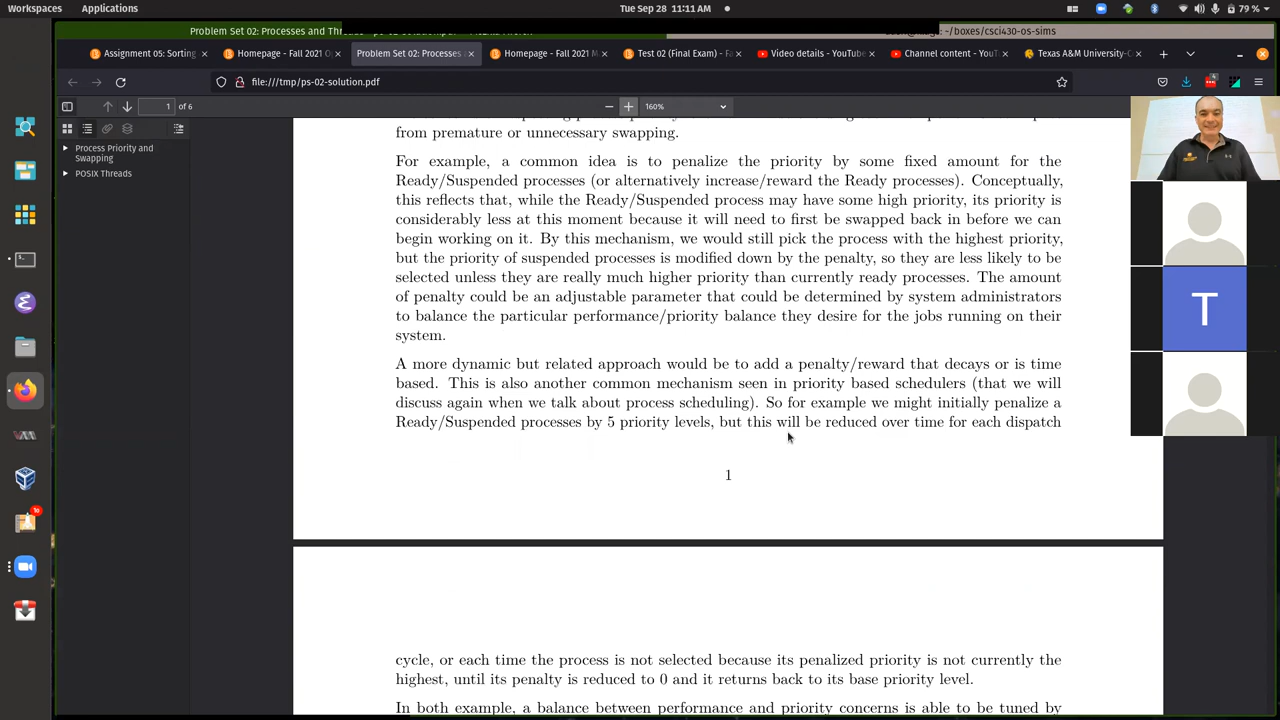 Workspaces Applications Tue Sep 28 11:11 AM 79 %
Problem Set 02: Processes and Thr
~/boxes/csci430-os-sims
Assignment 05: Sorting Homepage - Fall 2021 O Problem Set 02: Processes Homepage - Fall 2021 M Test 02 (Final Exam) - Fa Video details - YouTube Channel content - YouT Texas A&M University-C
file:///tmp/ps-02-solution.pdf
1 of 6 160%
Process Priority and
Swapping
POSIX Threads
from premature or unnecessary swapping.
For example, a common idea is to penalize the priority by some fixed amount for the
Ready/Suspended processes (or alternatively increase/reward the Ready processes). Conceptually,
this reflects that, while the Ready/Suspended process may have some high priority, its priority is
considerably less at this moment because it will need to first be swapped back in before we can
begin working on it. By this mechanism, we would still pick the process with the highest priority,
but the priority of suspended processes is modified down by the penalty, so they are less likely to be
selected unless they are really much higher priority than currently ready processes. The amount
of penalty could be an adjustable parameter that could be determined by system administrators
to balance the particular performance/priority balance they desire for the jobs running on their
system.
A more dynamic but related approach would be to add a penalty/reward that decays or is time
based. This is also another common mechanism seen in priority based schedulers (that we will
discuss again when we talk about process scheduling). So for example we might initially penalize a
Ready/Suspended processes by 5 priority levels, but this will be reduced over time for each dispatch
1
cycle, or each time the process is not selected because its penalized priority is not currently the
highest, until its penalty is reduced to 0 and it returns back to its base priority level.
In both example, a balance between performance and priority concerns is able to be tuned by
T